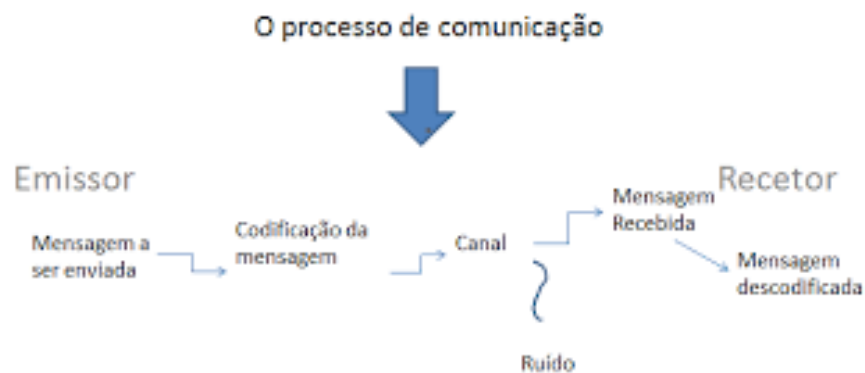 O processo de comunicação
Emissor
Recetor
Mensagem a
ser enviada
Codificação da
mensagem
Canal
Mensagem
Recebida
Mensagem
descodificada
Ruído